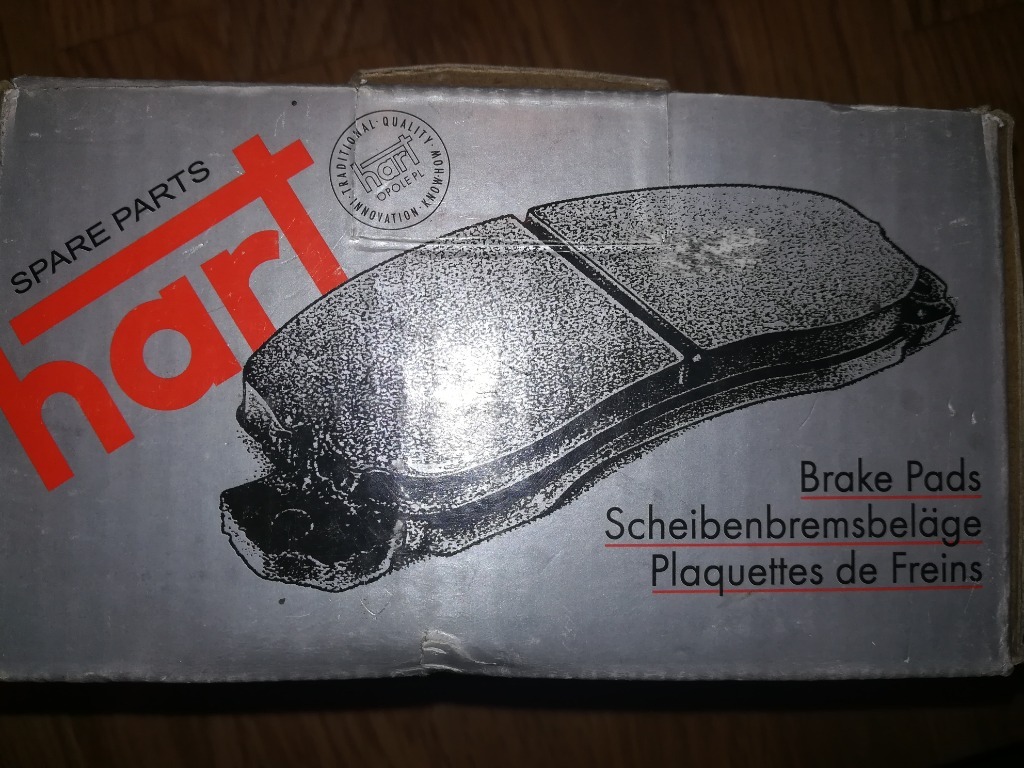 SPARE PARTS
hart
TRADITIONAL · QUALITY · KNOWHOW · INNOVATION ·
hart
OPOLE.PL
Brake Pads
Scheibenbremsbeläge
Plaquettes de Freins